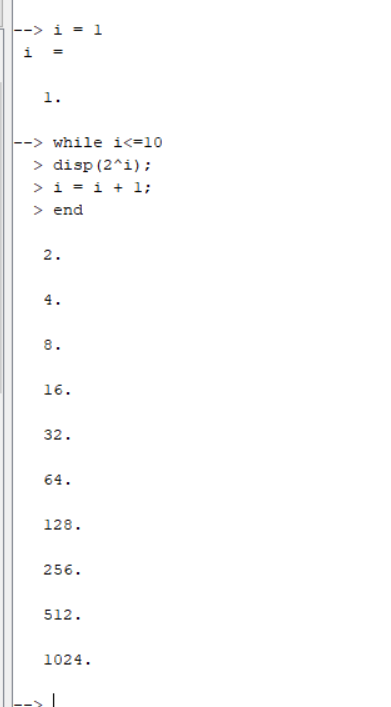 --> i = 1
i =
1.
--> while i<=10
> disp(2^i);
> i = i + 1;
> end
2.
4.
8.
16.
32.
64.
128.
256.
512.
1024.
-->